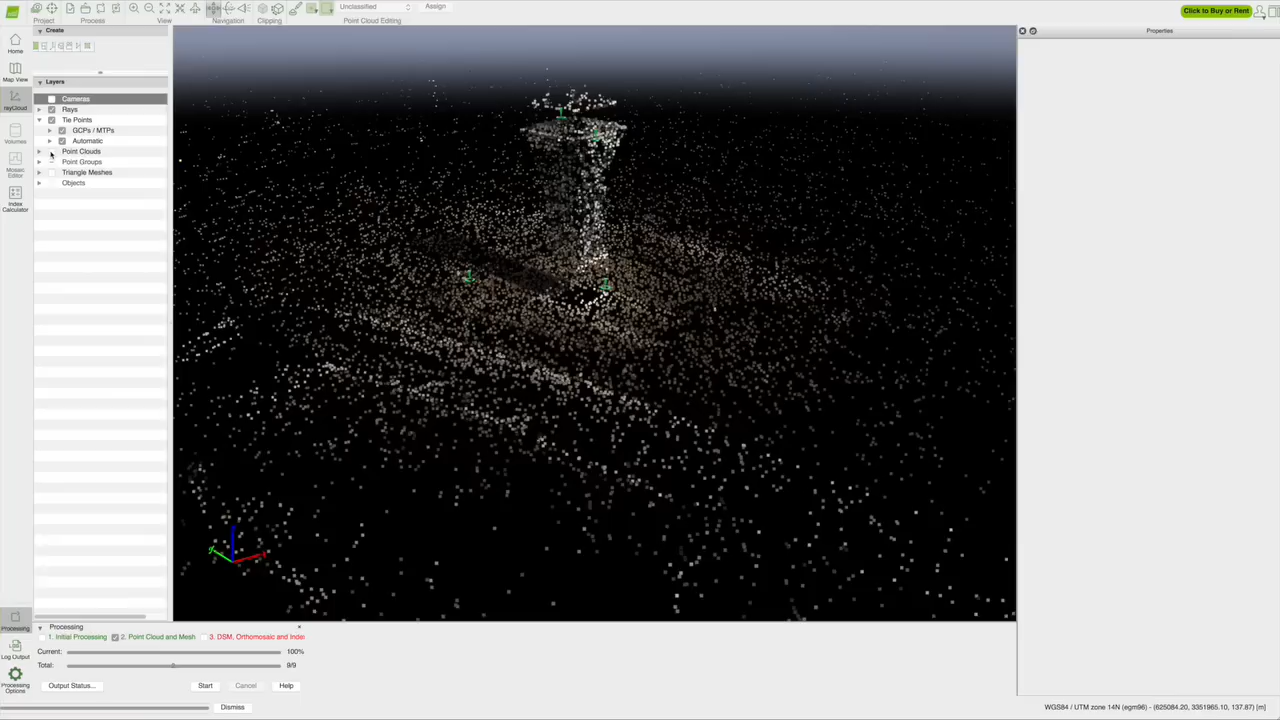 Unclassified
Assign
Click to Buy or Rent
Project
Process
View
Navigation
Clipping
Point Cloud Editing
Create
Properties
Home
Layers
Map View
Cameras
rayCloud
Rays
Tie Points
GCPs / MTPs
Volumes
Automatic
Point Clouds
Point Groups
Mosaic
Editor
Triangle Meshes
Objects
Index
Calculator
Processing
Processing
1. Initial Processing
2. Point Cloud and Mesh
3. DSM, Orthomosaic and Inde
Log Output
Current:
100%
Total:
9/9
Processing
Options
Output Status...
Start
Cancel
Help
Dismiss
WGS84 / UTM zone 14N (egm96) - (625084.20, 3351965.10, 137.87) [m]